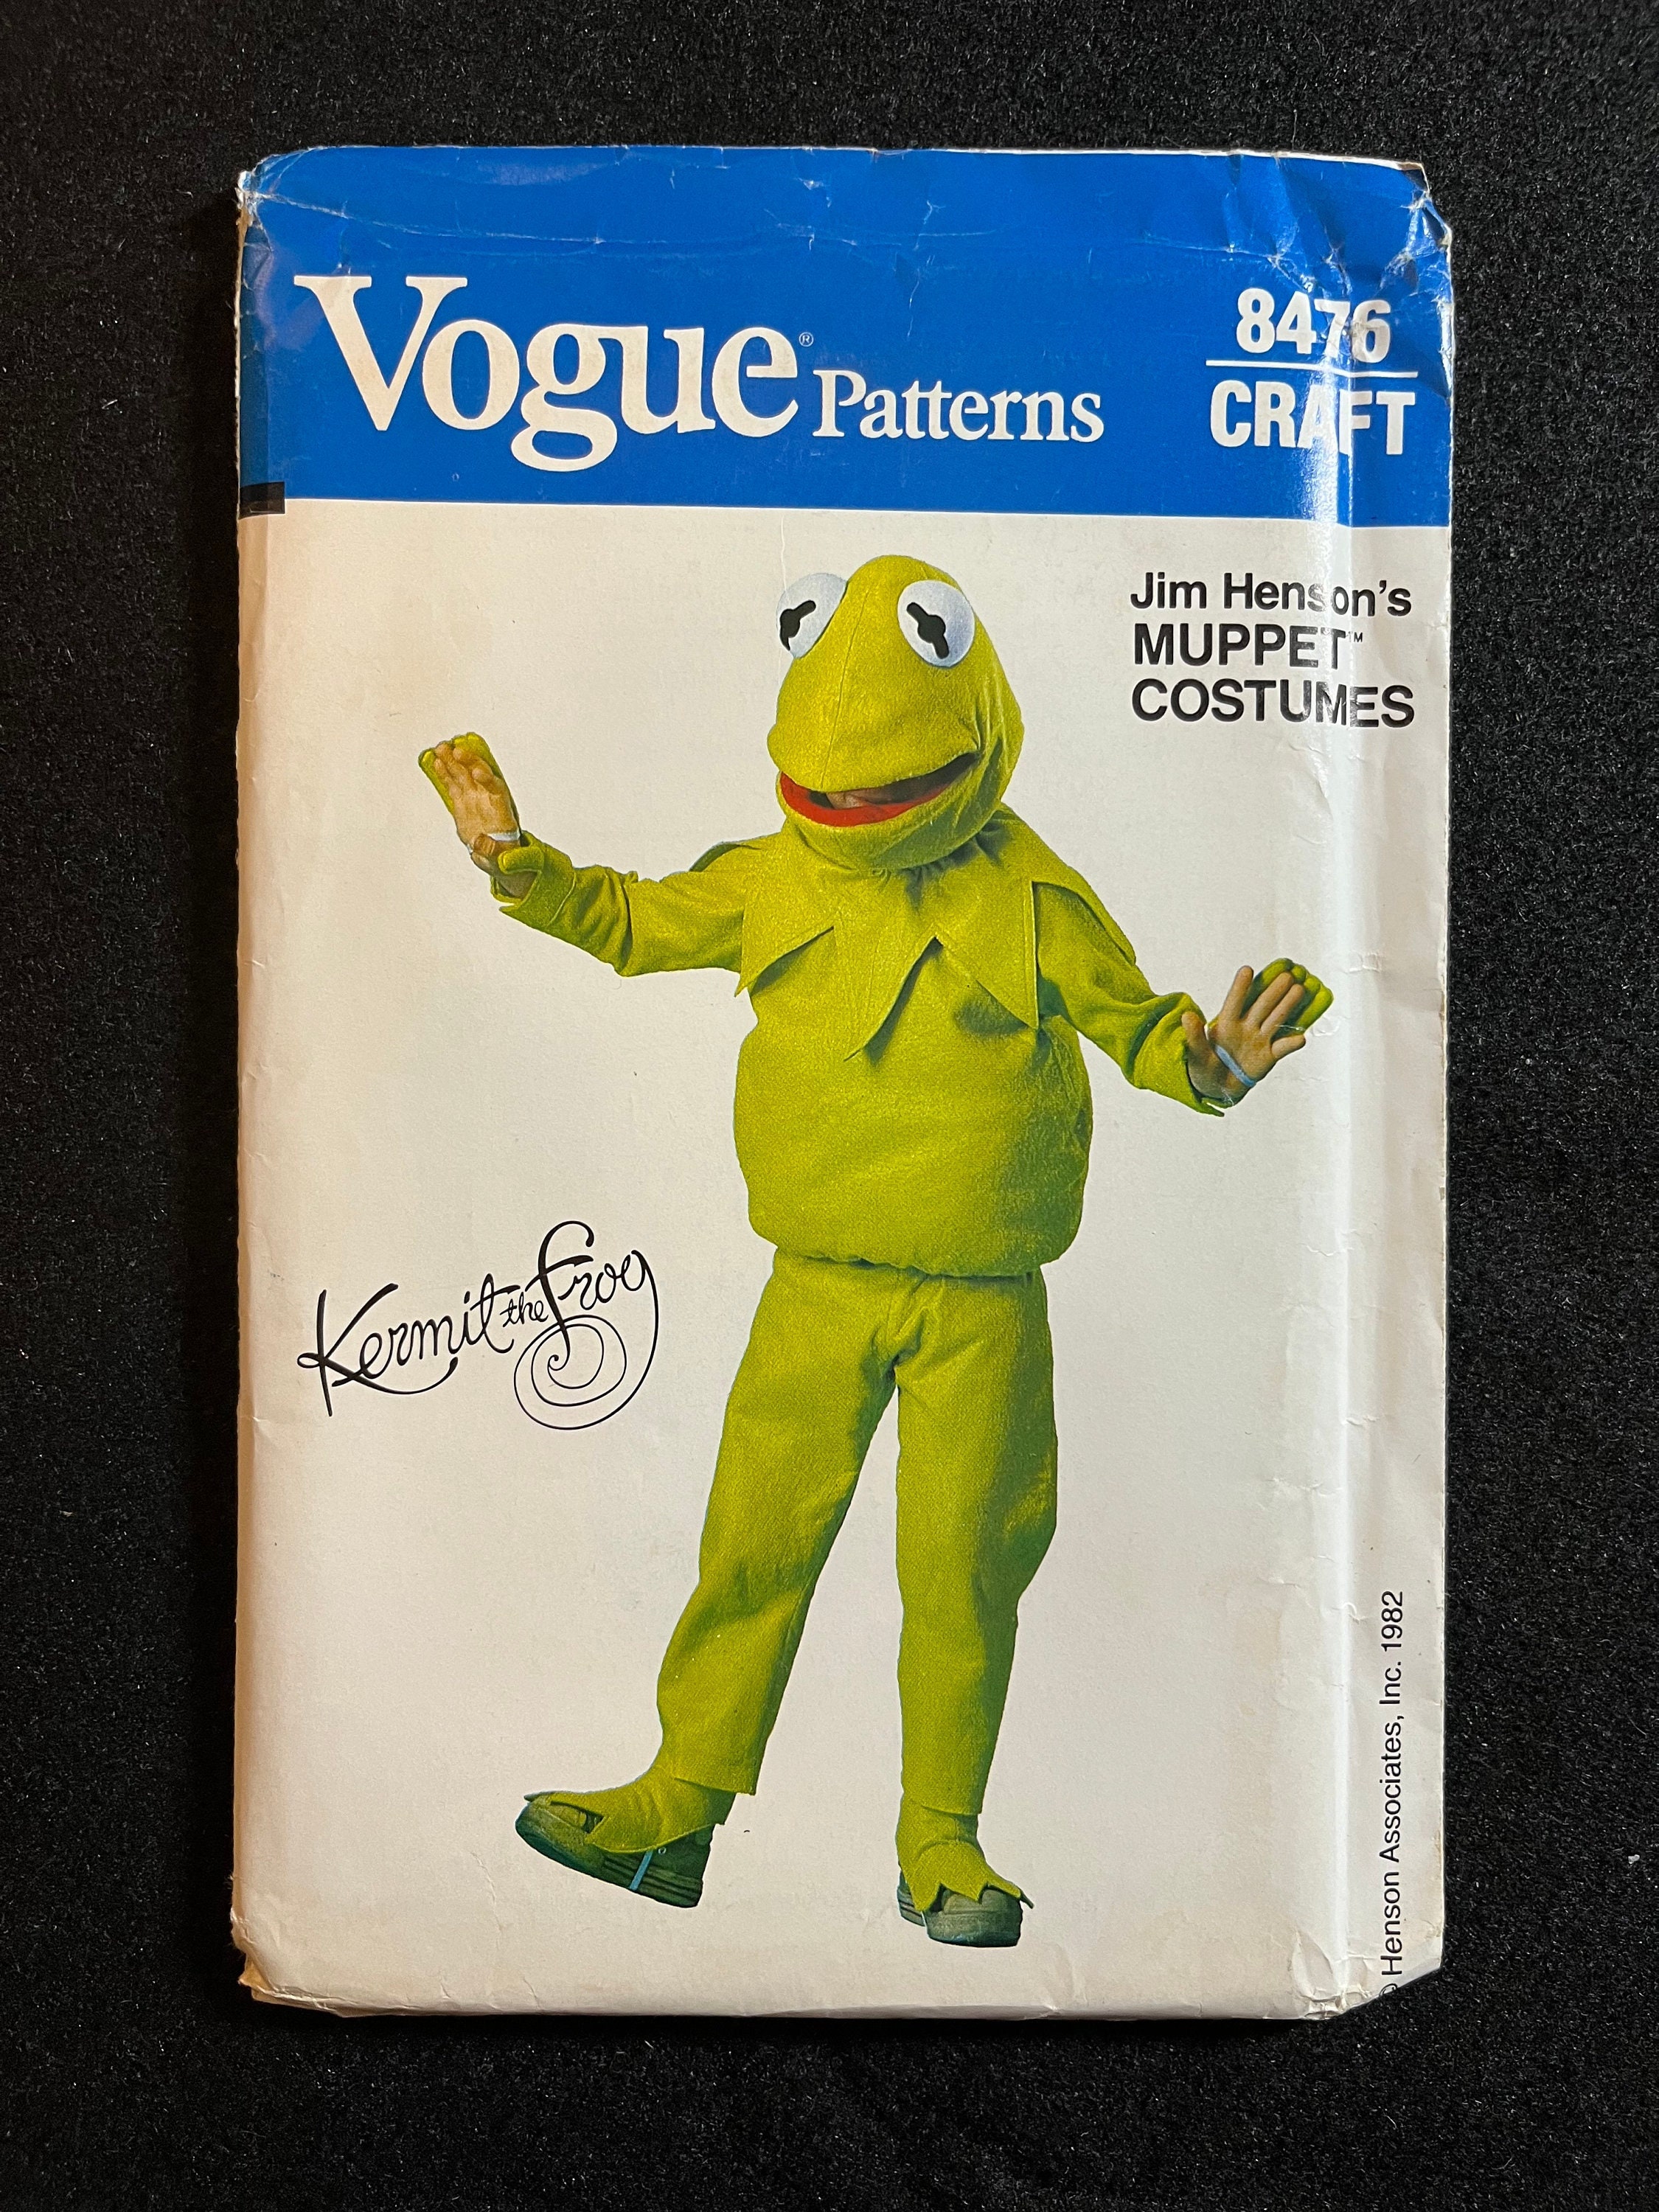 Vogue® Patterns
8476
CRAFT
Jim Henson's
MUPPET™
COSTUMES
Kermit the Frog
© Henson Associates, Inc. 1982